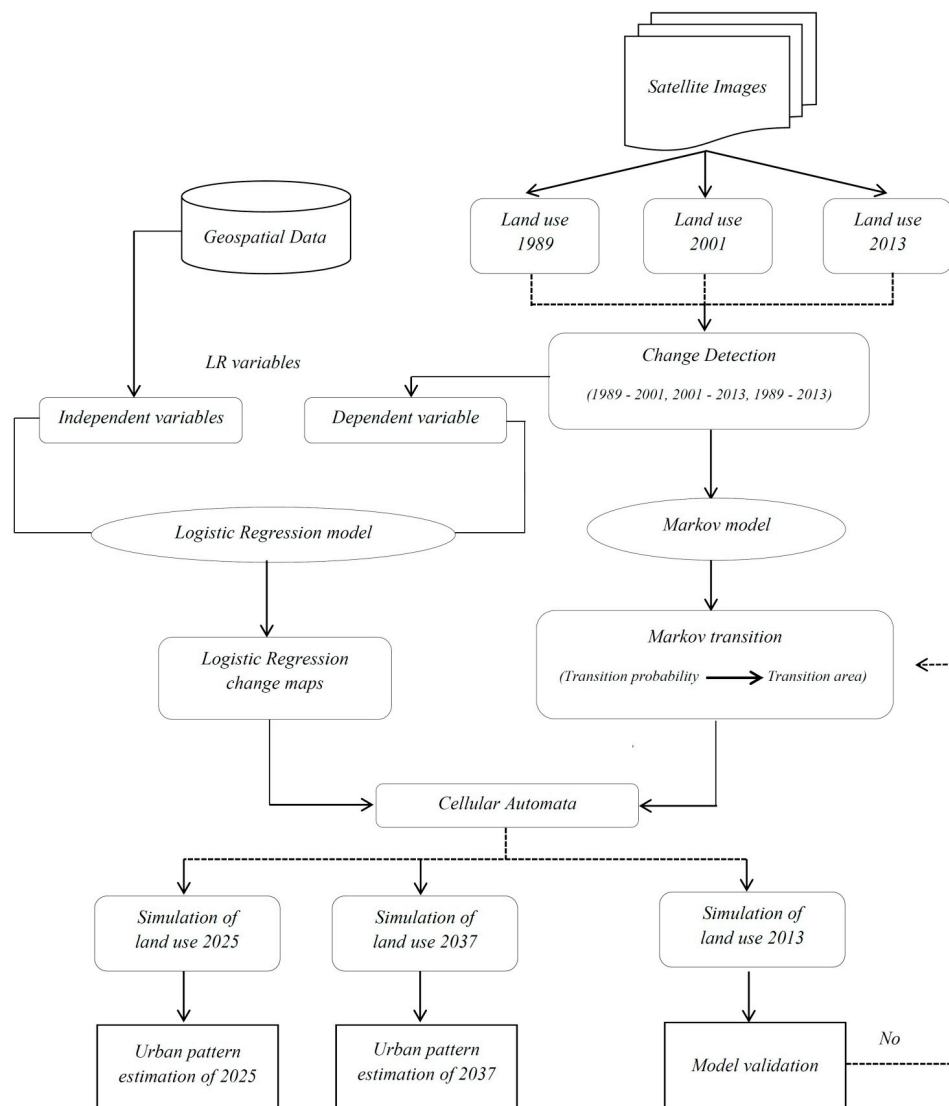 Satellite Images
Land use
1989
Land use
2001
Land use
2013
Geospatial Data
Change Detection
(1989 - 2001, 2001 - 2013, 1989 - 2013)
LR variables
Independent variables
Dependent variable
Logistic Regression model
Markov model
Logistic Regression
change maps
Markov transition
(Transition probability
Transition area)
Cellular Automata
Simulation of
land use 2025
Simulation of
land use 2037
Simulation of
land use 2013
Urban pattern
estimation of 2025
Urban pattern
estimation of 2037
Model validation
No